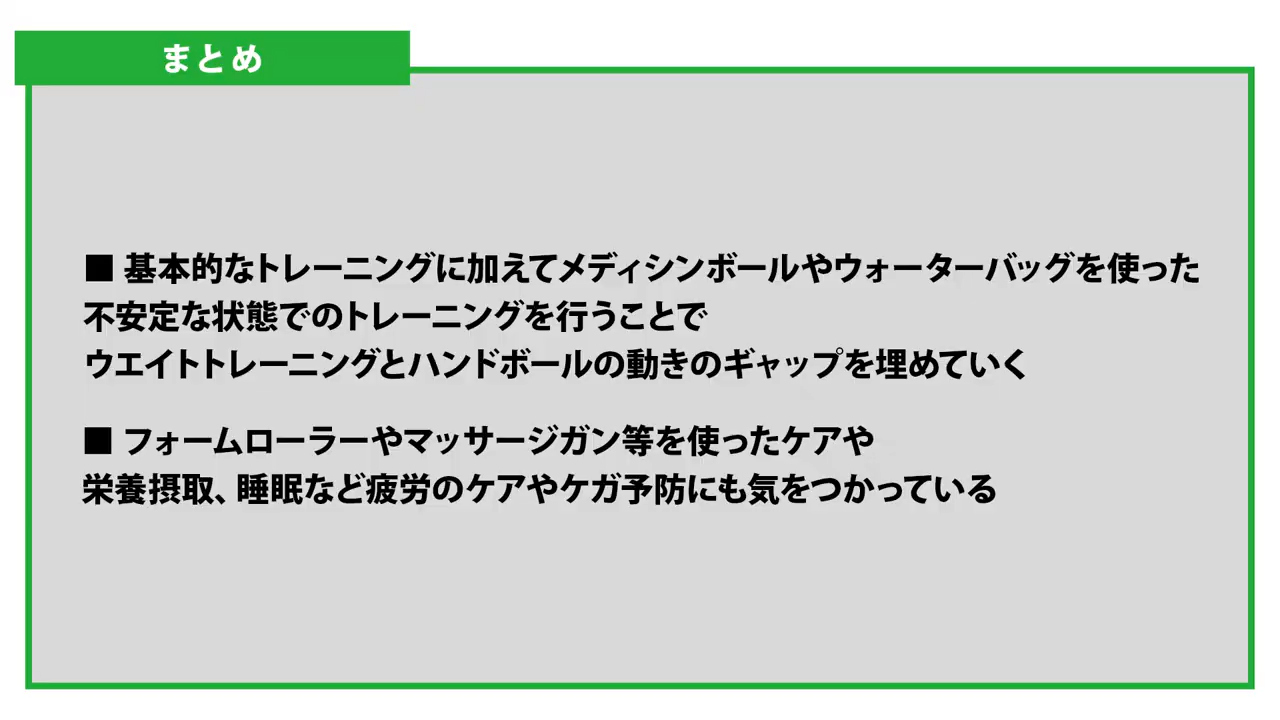 まとめ
■ 基本的なトレーニングに加えてメディシンボールやウォーターバッグを使った
不安定な状態でのトレーニングを行うことで
ウエイトトレーニングとハンドボールの動きのギャップを埋めていく
■ フォームローラーやマッサージガン等を使ったケアや
栄養摂取、睡眠など疲労のケアやケガ予防にも気をつかっている